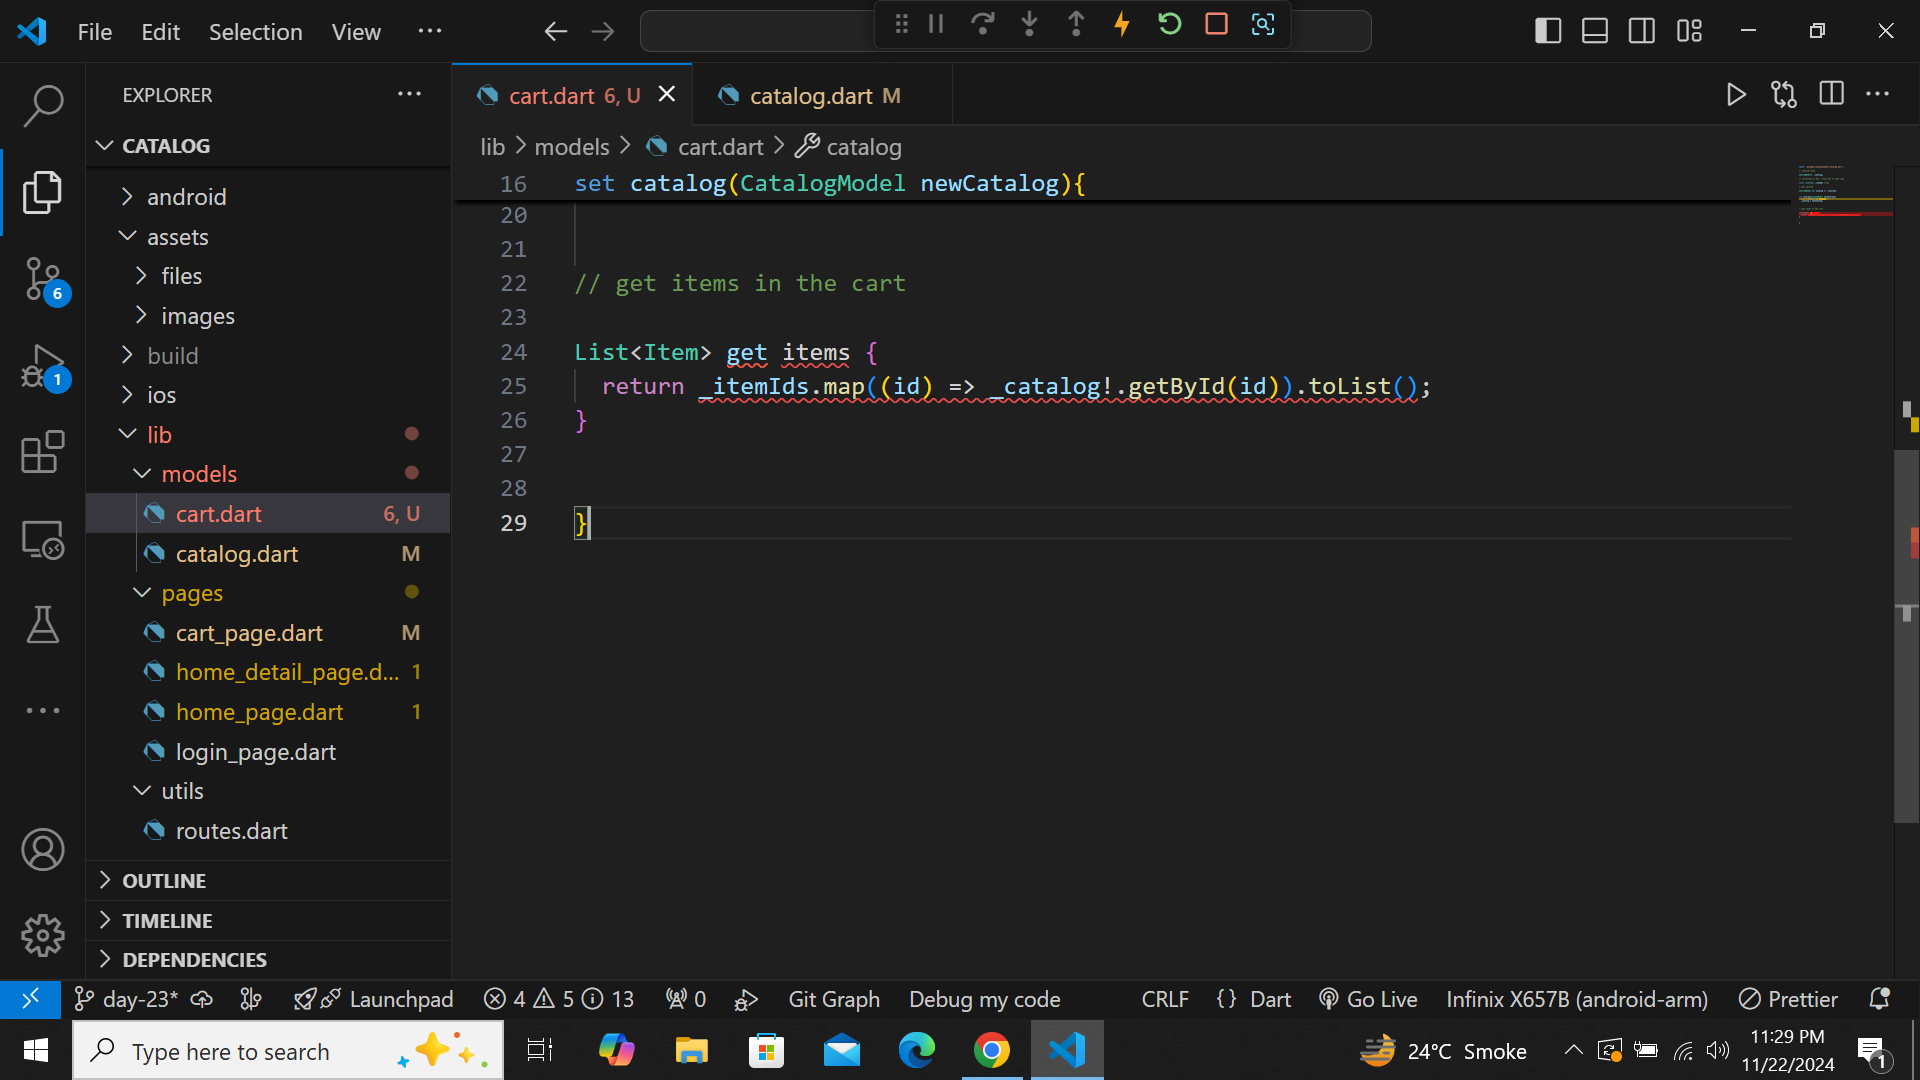 File Edit Selection View
EXPLORER
CATALOG
android
assets
files
images
build
ios
lib
models
cart.dart 6, U
catalog.dart M
pages
cart_page.dart M
home_detail_page.d... 1
home_page.dart 1
login_page.dart
utils
routes.dart
OUTLINE
TIMELINE
DEPENDENCIES
6
1
cart.dart 6, U
catalog.dart M
lib > models > cart.dart > catalog
16 set catalog(CatalogModel newCatalog){
20
21
22 // get items in the cart
23
24 List<Item> get items {
25 return _itemIds.map((id) => _catalog!.getById(id)).toList();
26 }
27
28
29 }
day-23* Launchpad 4 5 13 0 Git Graph Debug my code CRLF {} Dart Go Live Infinix X657B (android-arm) Prettier
Type here to search
24°C Smoke
11:29 PM
11/22/2024
1